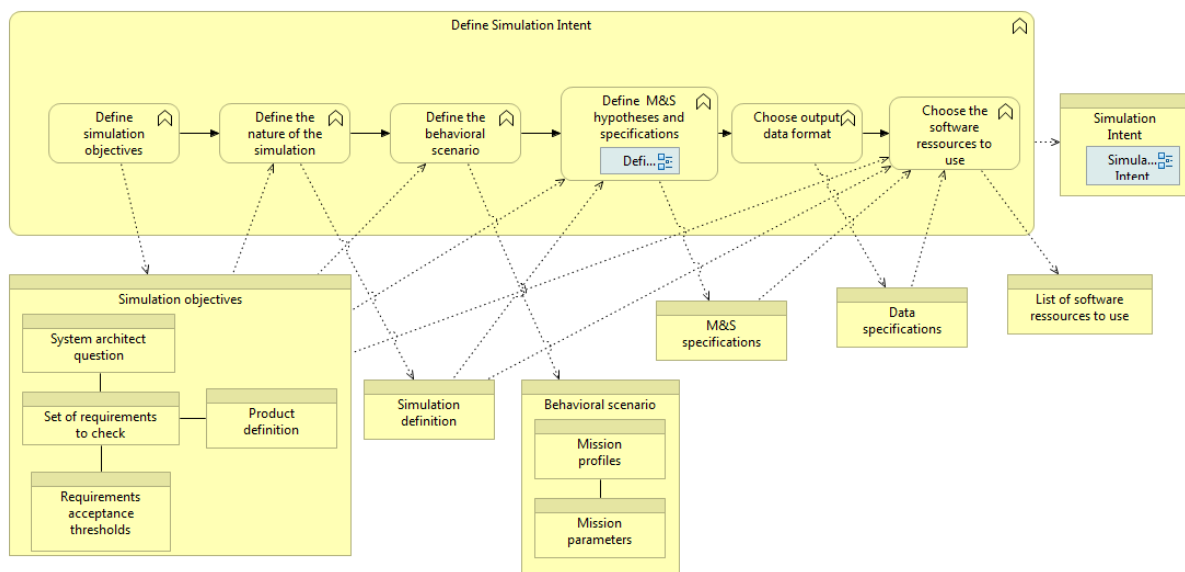 Define Simulation Intent
Define
simulation
objectives
Define the
nature of the
simulation
Define the
behavioral
scenario
Define M&S
hypotheses and
specifications
Defi...
Choose output
data format
Choose the
software
ressources to
use
Simulation
Intent
Simula...
Intent
Simulation objectives
System architect
question
Set of requirements
to check
Product
definition
Requirements
acceptance
thresholds
Simulation
definition
Behavioral scenario
Mission
profiles
Mission
parameters
M&S
specifications
Data
specifications
List of software
ressources to use